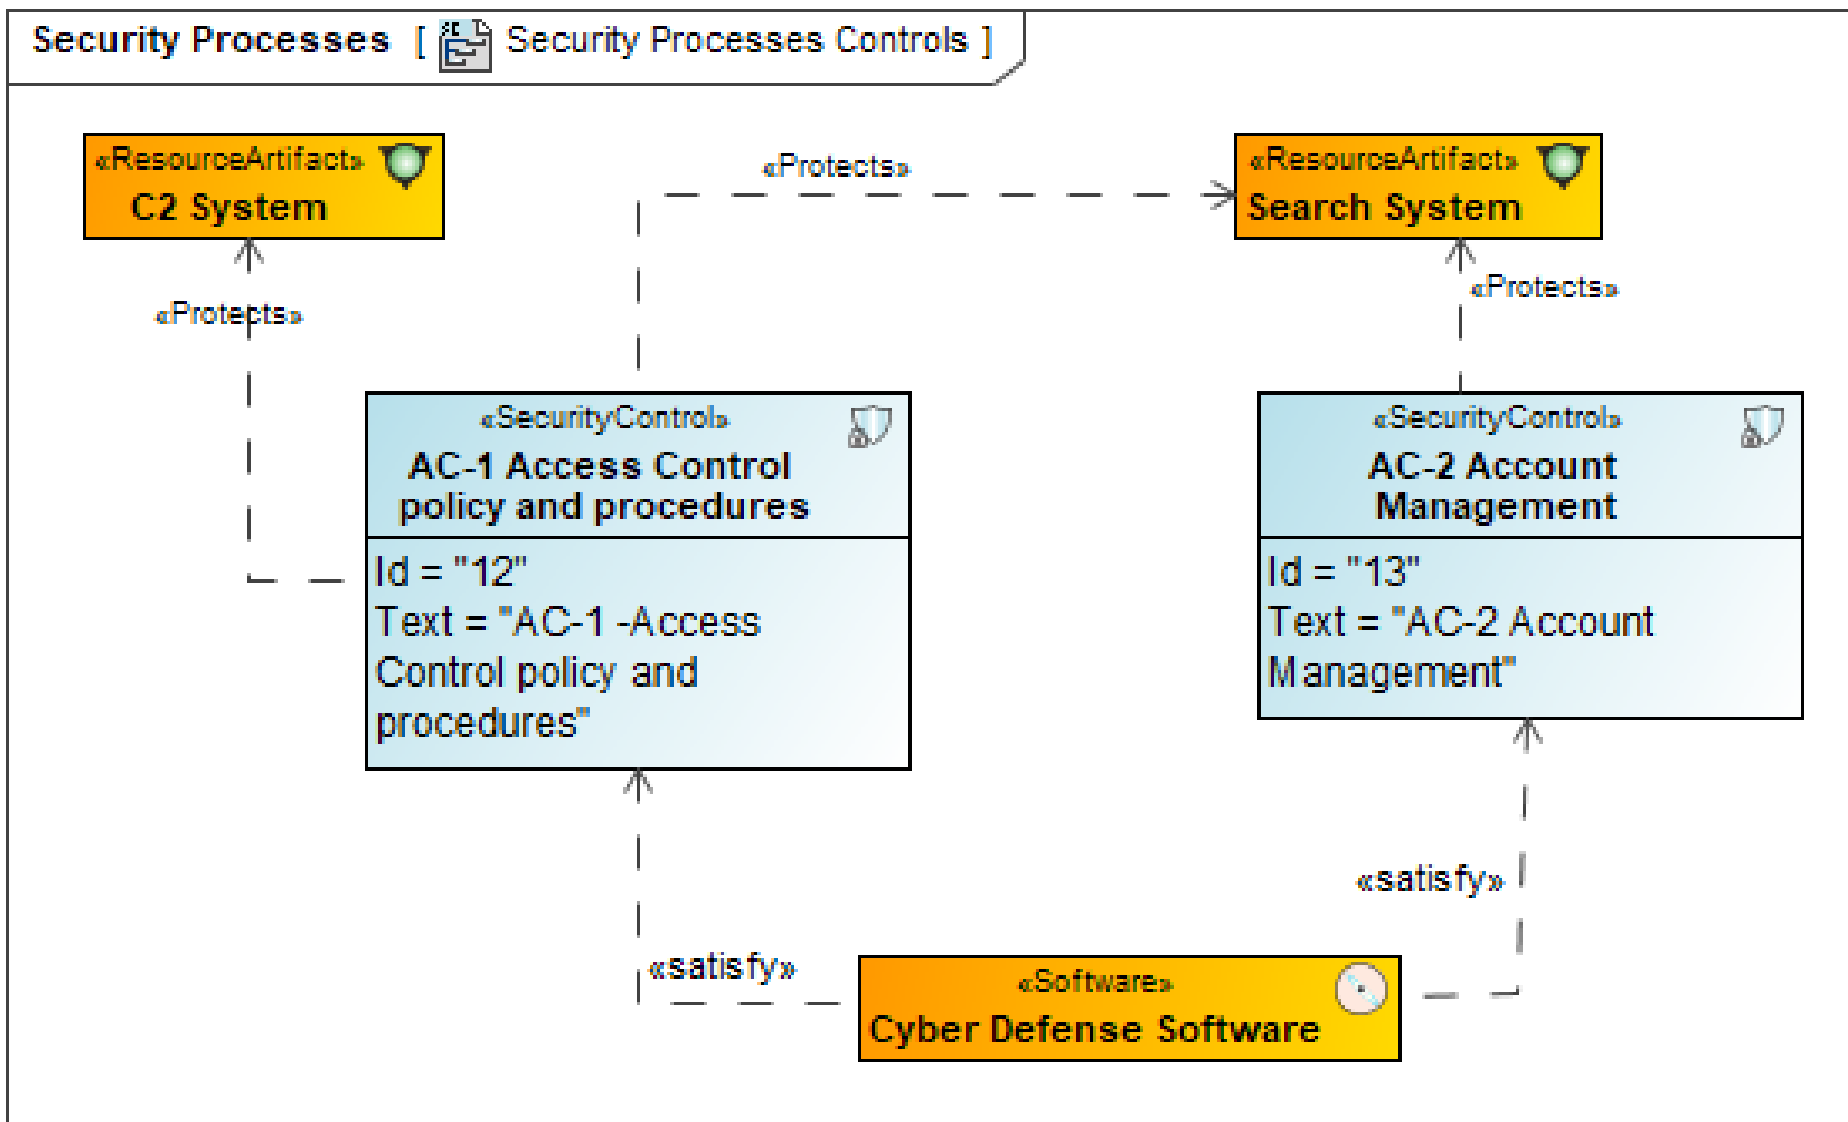 Security Processes [ Security Processes Controls ]
«ResourceArtifact»
C2 System
«Protects»
«ResourceArtifact»
Search System
«Protects»
«Protects»
«SecurityControl»
AC-1 Access Control
policy and procedures
Id = "12"
Text = "AC-1 -Access
Control policy and
procedures"
«SecurityControl»
AC-2 Account
Management
Id = "13"
Text = "AC-2 Account
Management"
«satisfy»
«satisfy»
«Software»
Cyber Defense Software